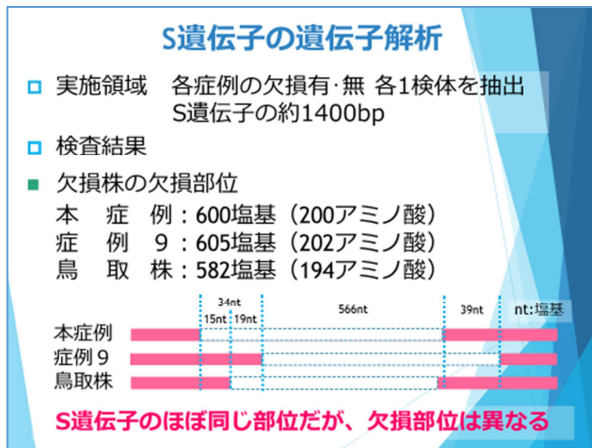 S遺伝子の遺伝子解析
実施領域 各症例の欠損有･無 各1検体を抽出
S遺伝子の約1400bp
検査結果
欠損株の欠損部位
本症例：600塩基（200アミノ酸）
症例９：605塩基（202アミノ酸）
鳥取株：582塩基（194アミノ酸）
34nt
15nt 19nt 566nt 39nt nt:塩基
本症例
症例９
鳥取株
S遺伝子のほぼ同じ部位だが、欠損部位は異なる